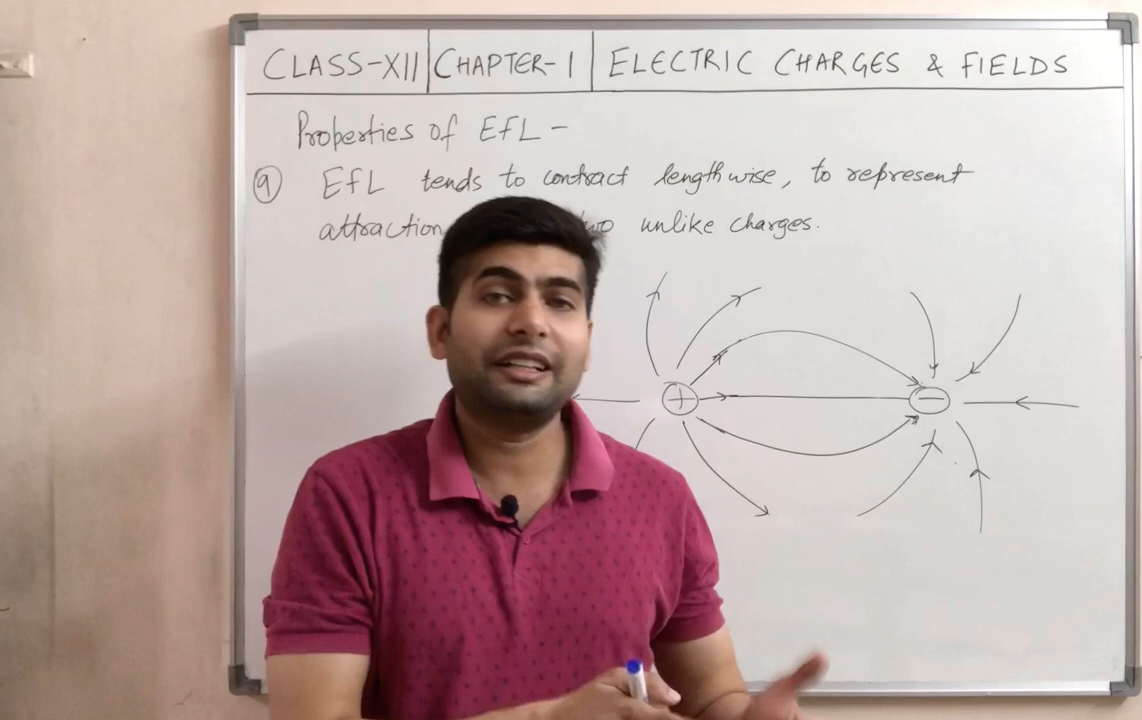 CLASS-XII CHAPTER-1 ELECTRIC CHARGES & FIELDS
Properties of EFL -
9 EFL tends to contract lengthwise, to represent
attraction two unlike charges.
+ -